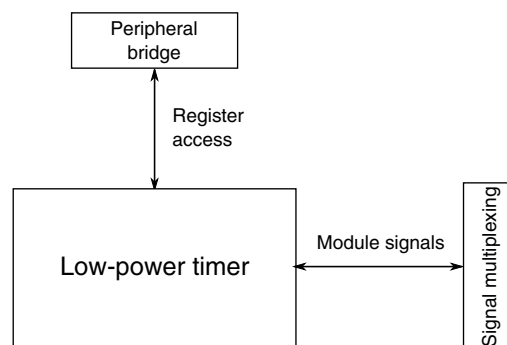 Peripheral
bridge
Register
access
Low-power timer
Module signals
Signal multiplexing